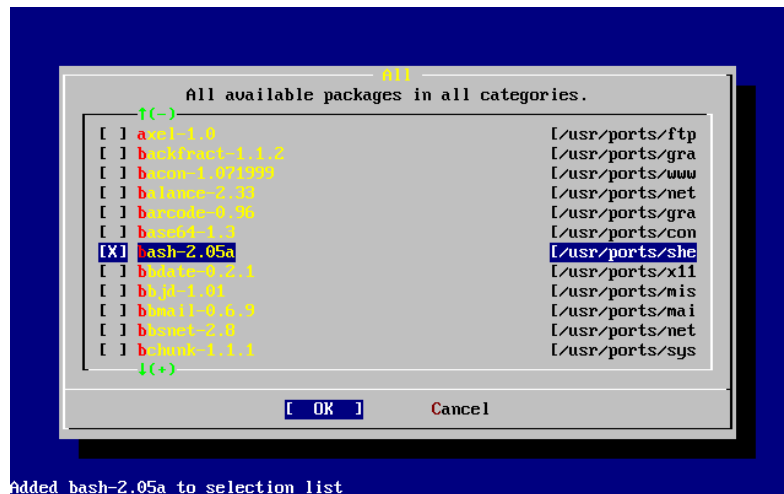 All
All available packages in all categories.
↑(-)
[ ] axel-1.0 [/usr/ports/ftp
[ ] backfract-1.1.2 [/usr/ports/gra
[ ] bacon-1.071999 [/usr/ports/www
[ ] balance-2.33 [/usr/ports/net
[ ] barcode-0.96 [/usr/ports/gra
[ ] base64-1.3 [/usr/ports/con
[X] bash-2.05a [/usr/ports/she
[ ] bbdate-0.2.1 [/usr/ports/x11
[ ] bbjd-1.01 [/usr/ports/mis
[ ] bbmail-0.6.9 [/usr/ports/mai
[ ] bbsnet-2.8 [/usr/ports/net
[ ] bchunk-1.1.1 [/usr/ports/sys
↓(+)
[ OK ] Cancel
Added bash-2.05a to selection list